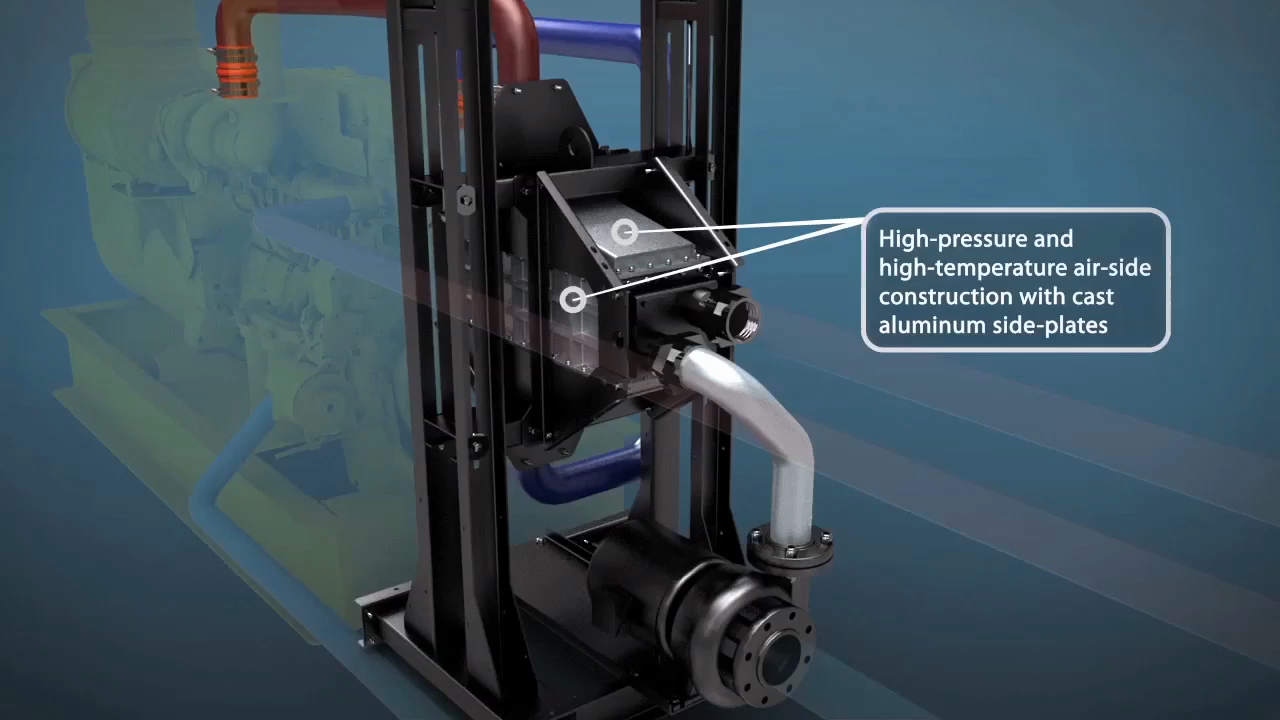 High-pressure and
high-temperature air-side
construction with cast
aluminum side-plates